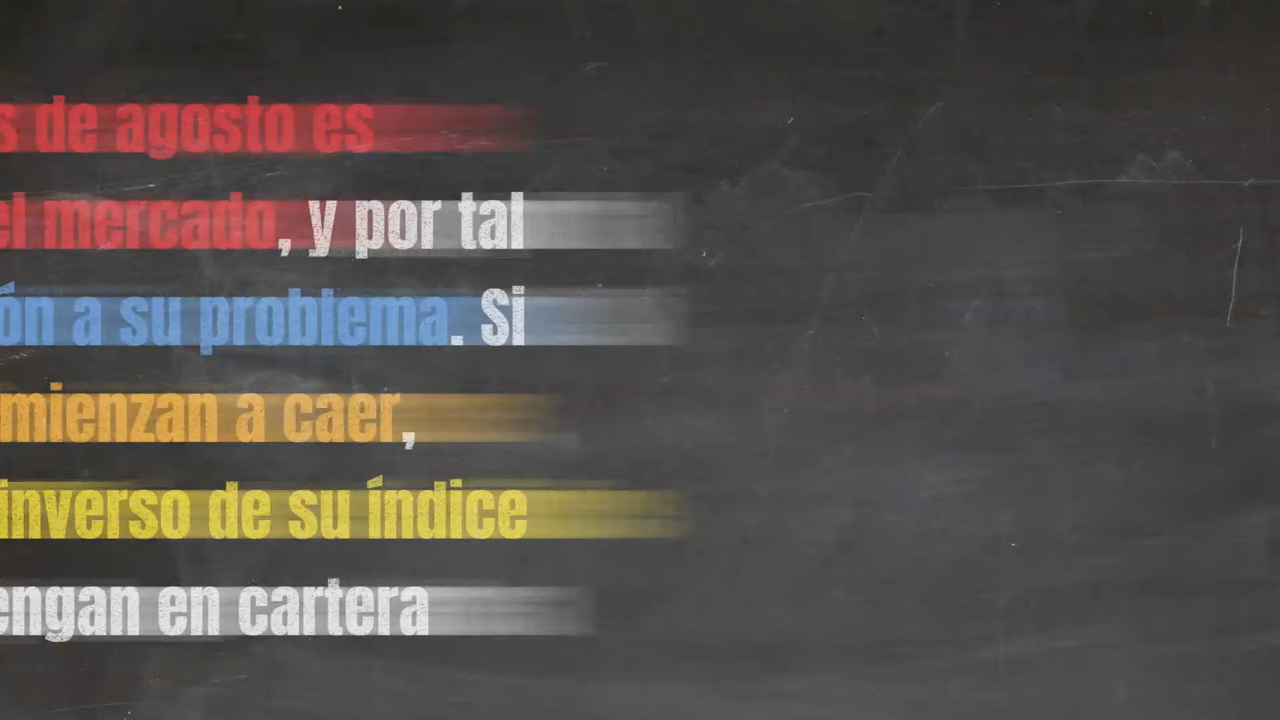 s de agosto es
el mercado, y por tal
ón a su problema. Si
mienzan a caer,
inverso de su índice
engan en cartera